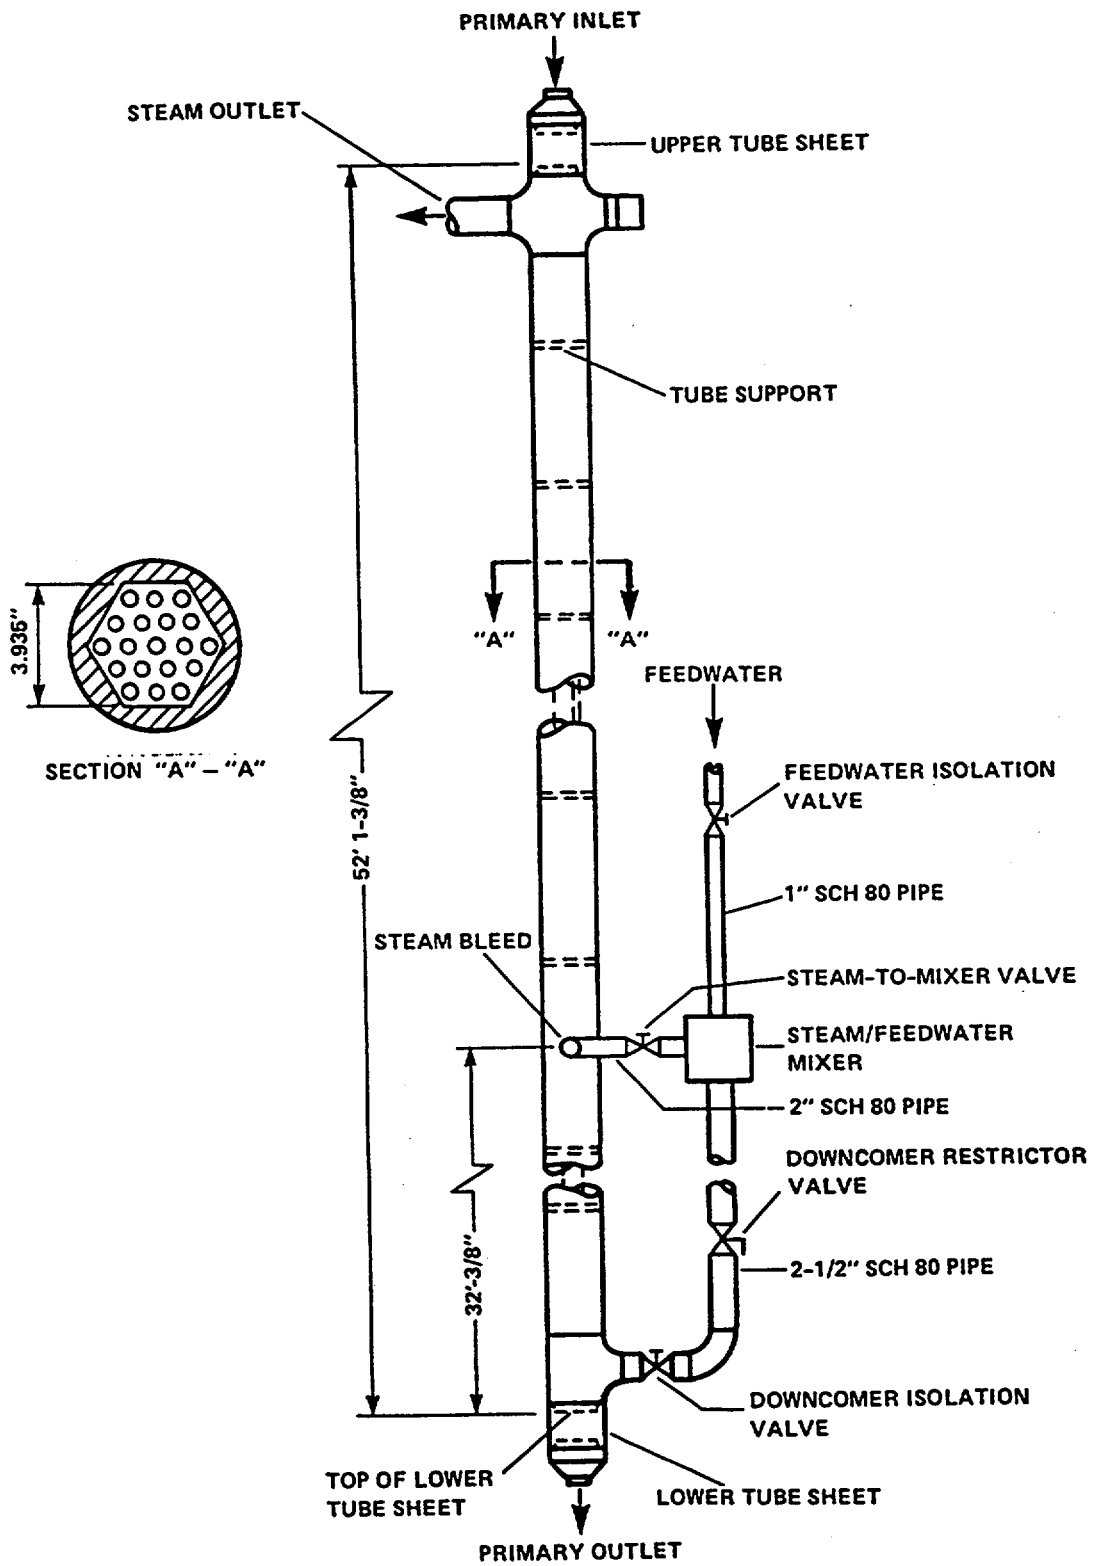 PRIMARY INLET
STEAM OUTLET
UPPER TUBE SHEET
TUBE SUPPORT
"A"
"A"
3.935"
SECTION "A" – "A"
FEEDWATER
FEEDWATER ISOLATION
VALVE
52' 1-3/8"
1" SCH 80 PIPE
STEAM BLEED
STEAM-TO-MIXER VALVE
STEAM/FEEDWATER
MIXER
2" SCH 80 PIPE
DOWNCOMER RESTRICTOR
VALVE
32'-3/8"
2-1/2" SCH 80 PIPE
DOWNCOMER ISOLATION
VALVE
TOP OF LOWER
TUBE SHEET
LOWER TUBE SHEET
PRIMARY OUTLET